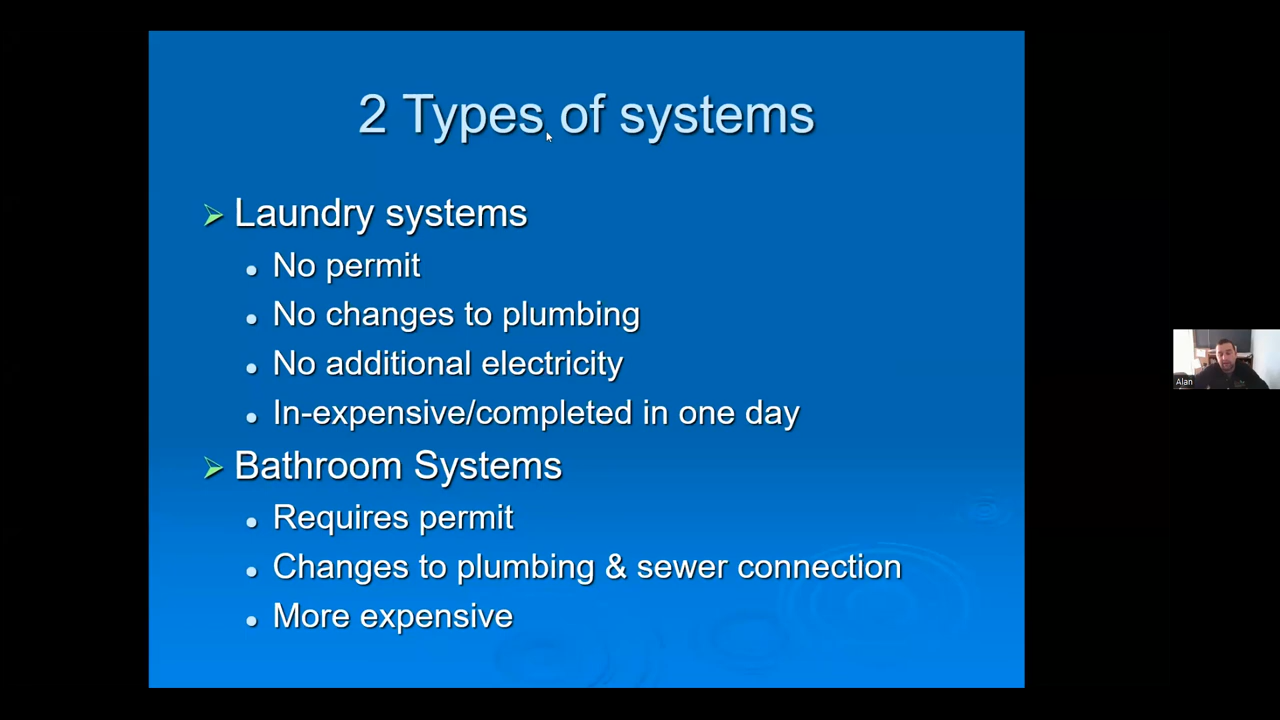 2 Types of systems
Laundry systems
No permit
No changes to plumbing
No additional electricity
In-expensive/completed in one day
Bathroom Systems
Requires permit
Changes to plumbing & sewer connection
More expensive
Alan